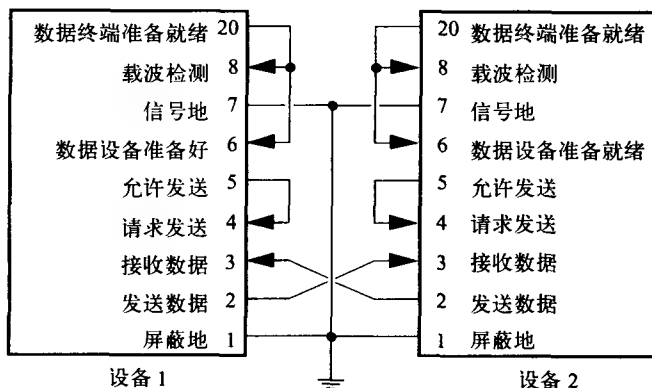 数据终端准备就绪 20 20 数据终端准备就绪
载波检测 8 8 载波检测
信号地 7 7 信号地
数据设备准备好 6 6 数据设备准备就绪
允许发送 5 5 允许发送
请求发送 4 4 请求发送
接收数据 3 3 接收数据
发送数据 2 2 发送数据
屏蔽地 1 1 屏蔽地
设备 1 设备 2